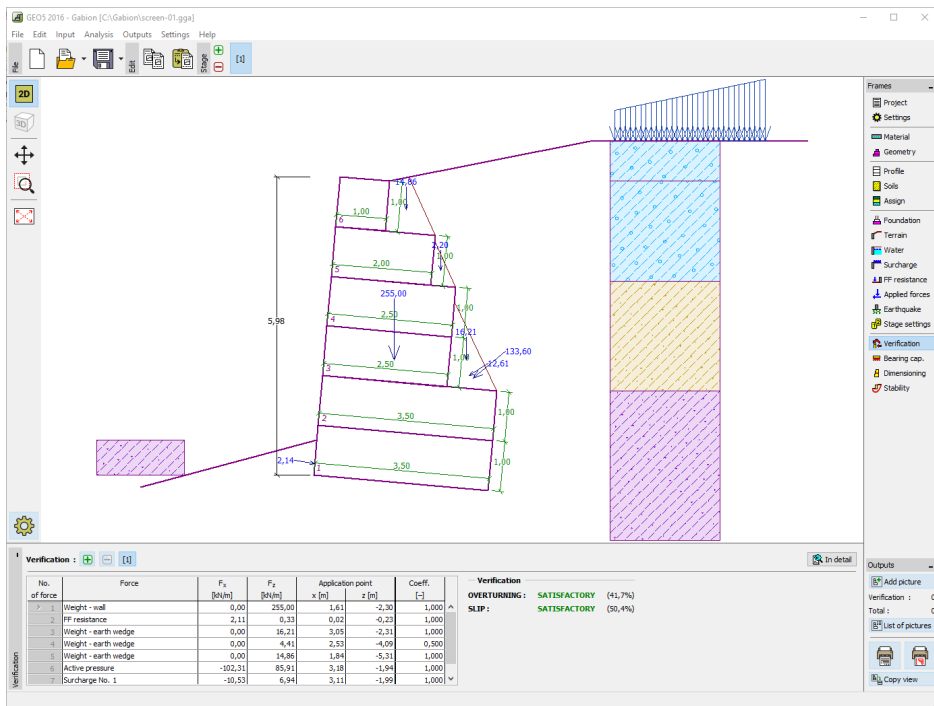 GEO5 2016 - Gabion [C:\Gabion\screen-01.gga]
File Edit Input Analysis Outputs Settings Help
File
Edit
Stage
[1]
2D
3D
Frames
Project
Settings
Material
Geometry
Profile
Soils
Assign
Foundation
Terrain
Water
Surcharge
FF resistance
Applied forces
Earthquake
Stage settings
Verification
Bearing cap.
Dimensioning
Stability
14,86
1,00 1,00
6
2,20
2,00 1,00
5
255,00
2,50 1,00
4
5,98
16,21
133,60
2,50 1,00 12,61
3
3,50 1,00
2
2,14
3,50 1,00
1
Verification : [1] In detail
No. of force Force Fx [kN/m] Fz [kN/m] Application point x [m] z [m] Coeff. [-]
1 Weight - wall 0,00 255,00 1,61 -2,30 1,000
2 FF resistance 2,11 0,33 0,02 -0,23 1,000
3 Weight - earth wedge 0,00 16,21 3,05 -2,31 1,000
4 Weight - earth wedge 0,00 4,41 2,53 -4,09 0,500
5 Weight - earth wedge 0,00 14,86 1,84 -5,31 1,000
6 Active pressure -102,31 85,91 3,18 -1,94 1,000
7 Surcharge No. 1 -10,53 6,94 3,11 -1,99 1,000
Verification
OVERTURNING : SATISFACTORY (41,7%)
SLIP : SATISFACTORY (50,4%)
Verification
Outputs
Add picture
Verification :
Total :
List of pictures
Copy view